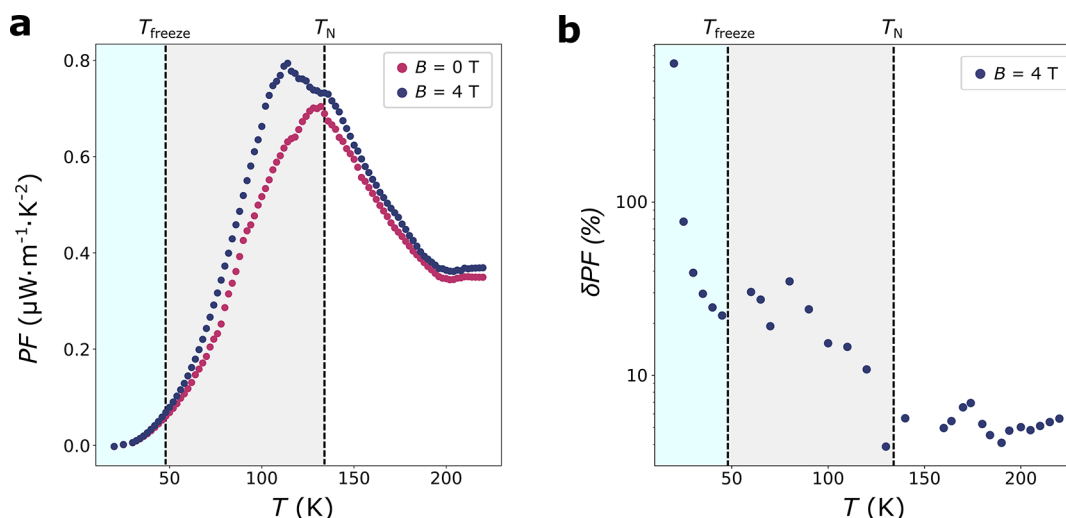 a
T_freeze
T_N
B = 0 T
B = 4 T
0.8
0.6
0.4
0.2
0.0
PF (μW·m⁻¹·K⁻²)
50
100
150
200
T (K)
b
T_freeze
T_N
B = 4 T
100
10
δPF (%)
50
100
150
200
T (K)